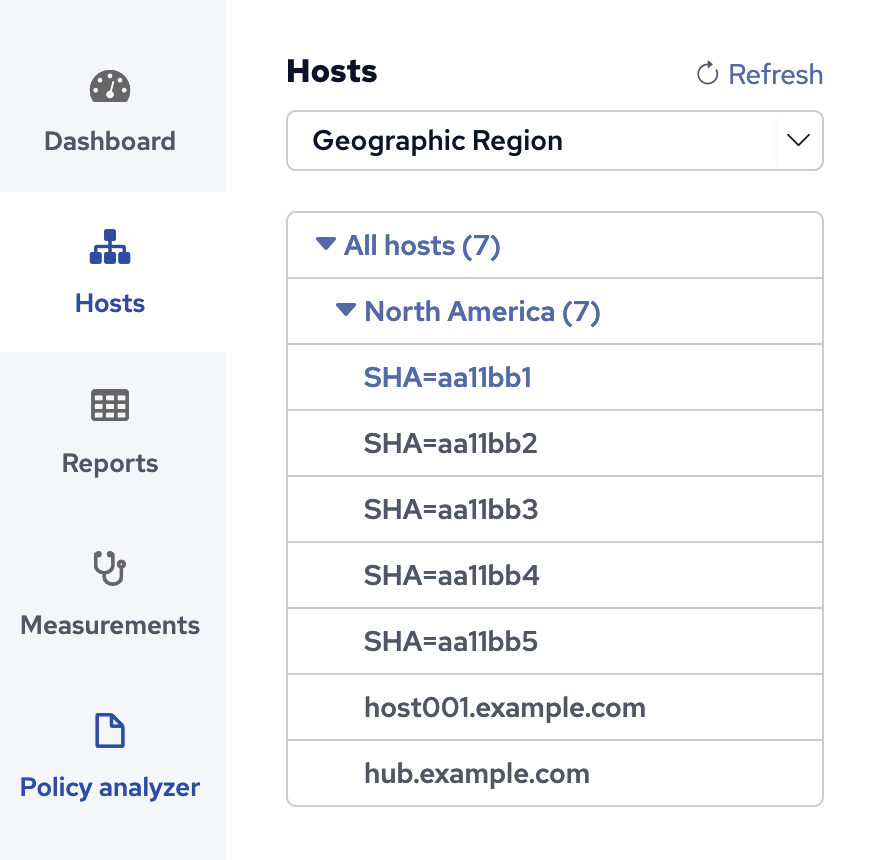 Dashboard
Hosts
Reports
Measurements
Policy analyzer
Hosts
Refresh
Geographic Region
All hosts (7)
North America (7)
SHA=aa11bb1
SHA=aa11bb2
SHA=aa11bb3
SHA=aa11bb4
SHA=aa11bb5
host001.example.com
hub.example.com